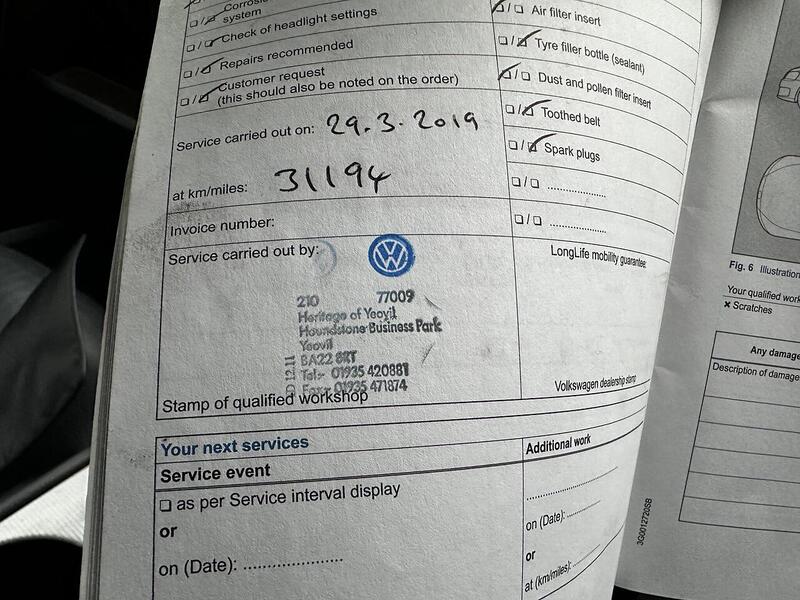 Corrosion
system
❏/❏ Check of headlight settings
❏/❏ Repairs recommended
❏/❏ Customer request
(this should also be noted on the order)
Service carried out on: 29.3.2019
at km/miles: 31194
Invoice number:
Service carried out by:
210 77009
Heritage of Yeovil
Houndstone Business Park
Yeovil
BA22 8RT
Tel:- 01935 420881
Fax:- 01935 471874
D 12.11
Stamp of qualified workshop
❏/❏ Air filter insert
❏/❏ Tyre filler bottle (sealant)
❏/❏ Dust and pollen filter insert
❏/❏ Toothed belt
❏/❏ Spark plugs
❏/❏ ....................
❏/❏ ....................
LongLife mobility guarantee:
Volkswagen dealership stamp
Your next services
Service event
❏ as per Service interval display
or
on (Date): ....................
Additional work
....................
on (Date): ..........
or
at (km/miles): ..........
3G0012720SB
Fig. 6 Illustration
Your qualified
× Scratches
Any damage
Description of damage